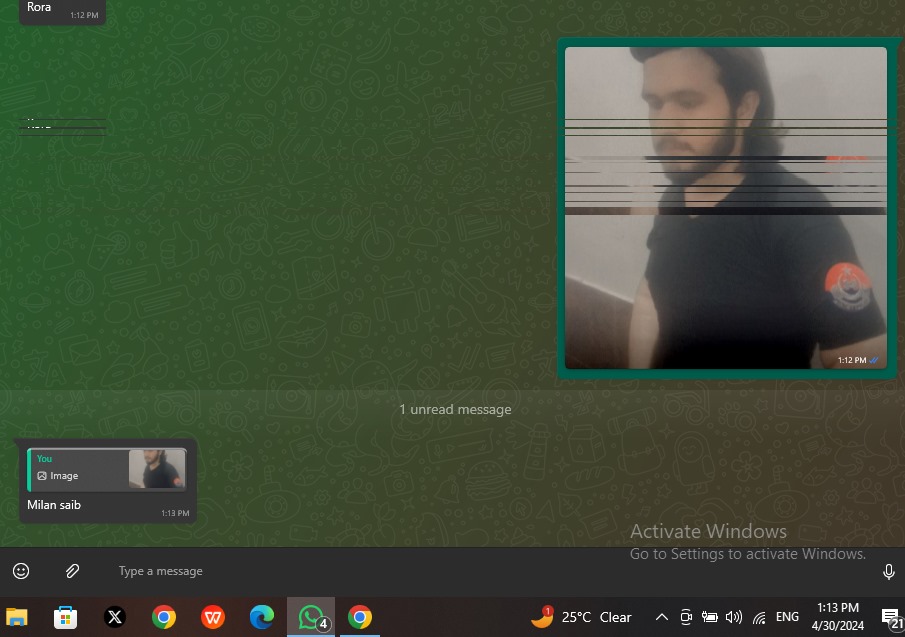 Rora
1:12 PM
1:12 PM
1 unread message
You
Image
Milan saib
1:13 PM
Activate Windows
Go to Settings to activate Windows.
Type a message
1
25°C Clear
ENG
1:13 PM
4/30/2024
4
21